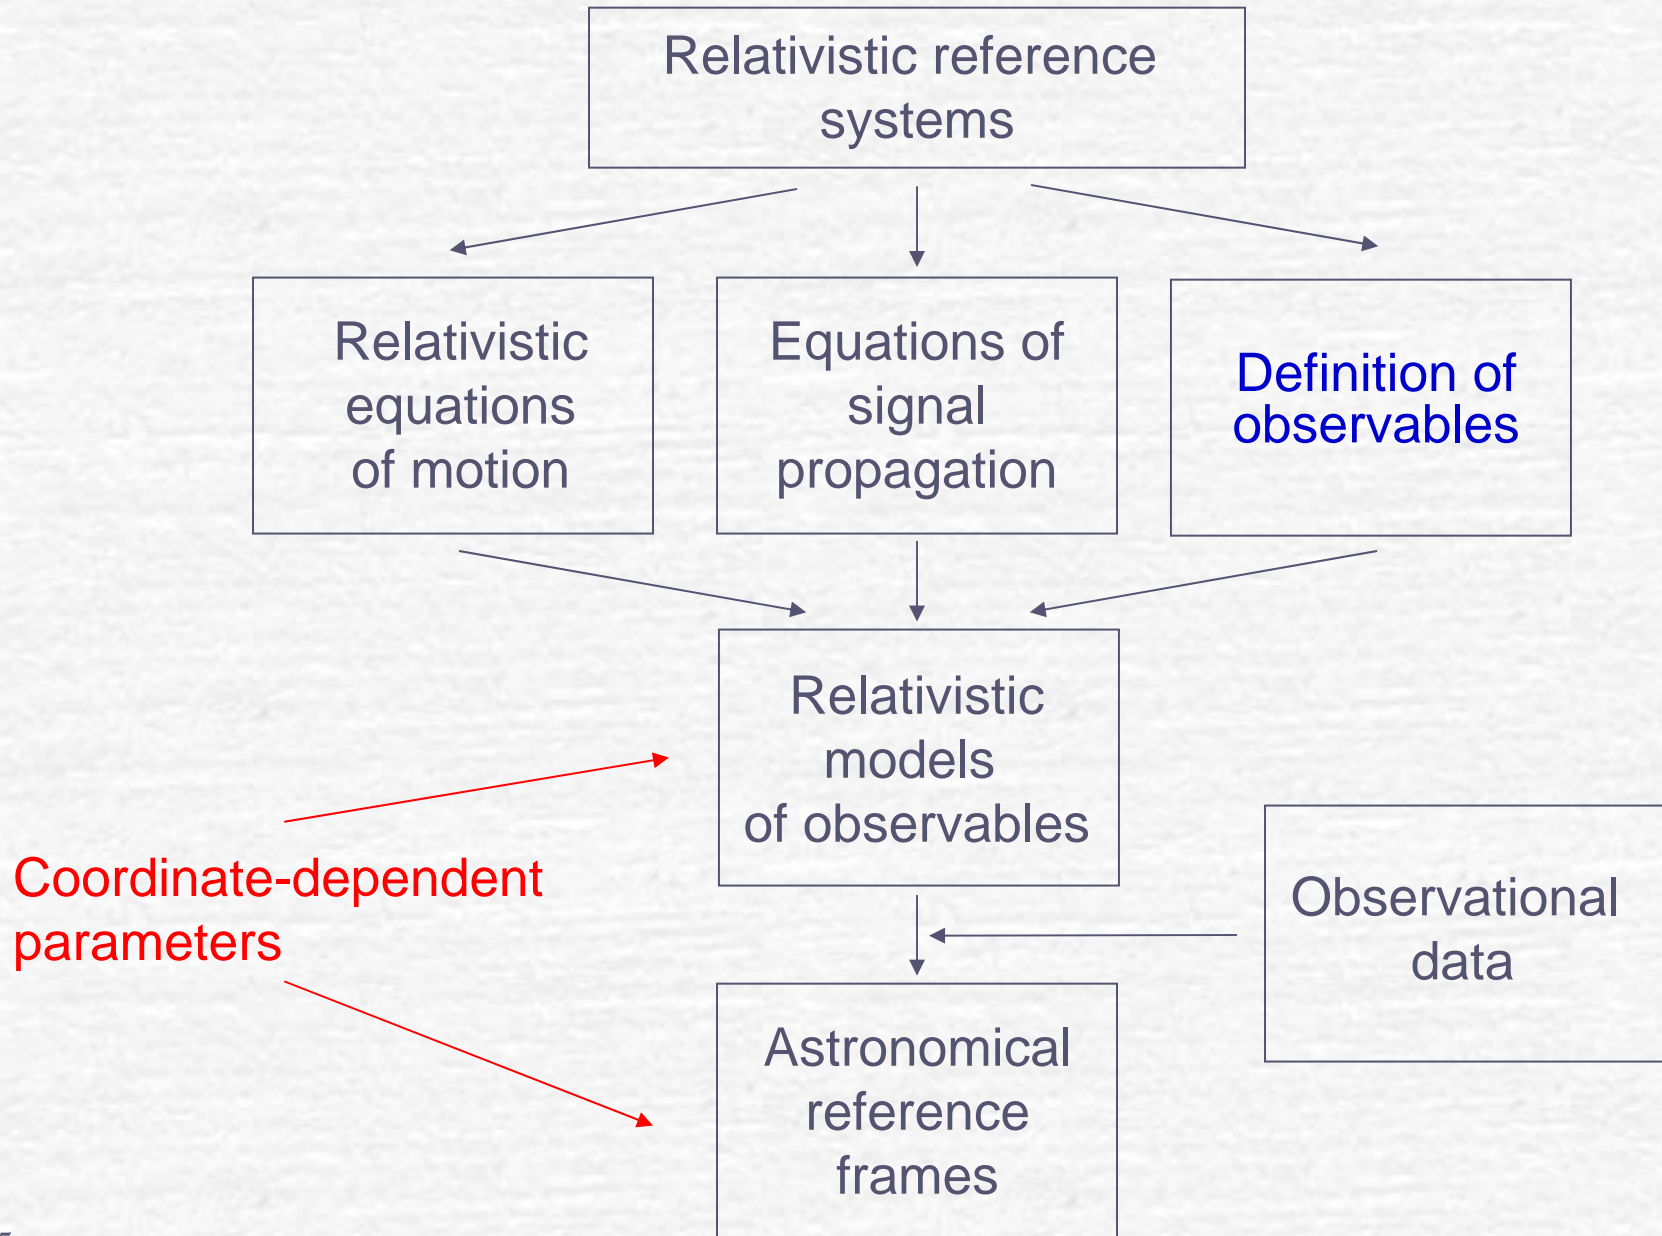 Relativistic reference
systems
Relativistic
equations
of motion
Equations of
signal
propagation
Definition of
observables
Relativistic
models
of observables
Coordinate-dependent
parameters
Observational
data
Astronomical
reference
frames